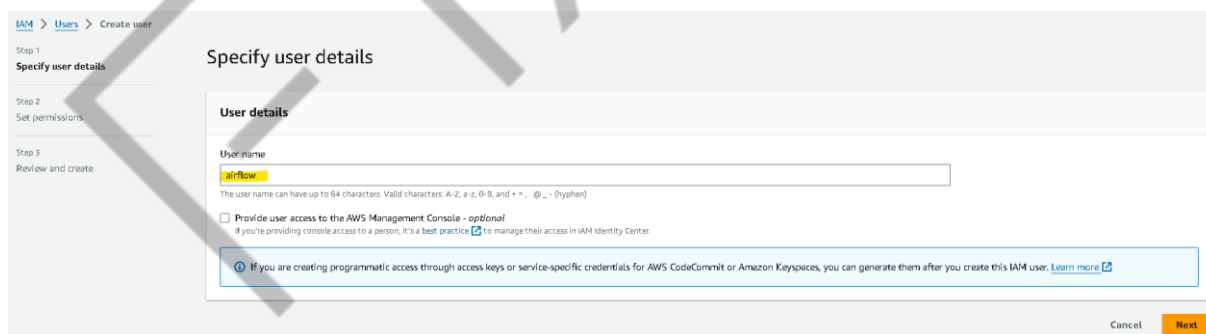 IAM > Users > Create user
Step 1
Specify user details
Step 2
Set permissions
Step 3
Review and create
Specify user details
User details
User name
airflow
The user name can have up to 64 characters. Valid characters: A-Z, a-z, 0-9, and + = , . @ _ - (hyphen)
Provide user access to the AWS Management Console - optional
If you're providing console access to a person, it's a best practice to manage their access in IAM Identity Center.
If you are creating programmatic access through access keys or service-specific credentials for AWS CodeCommit or Amazon Keyspaces, you can generate them after you create this IAM user. Learn more
Cancel Next